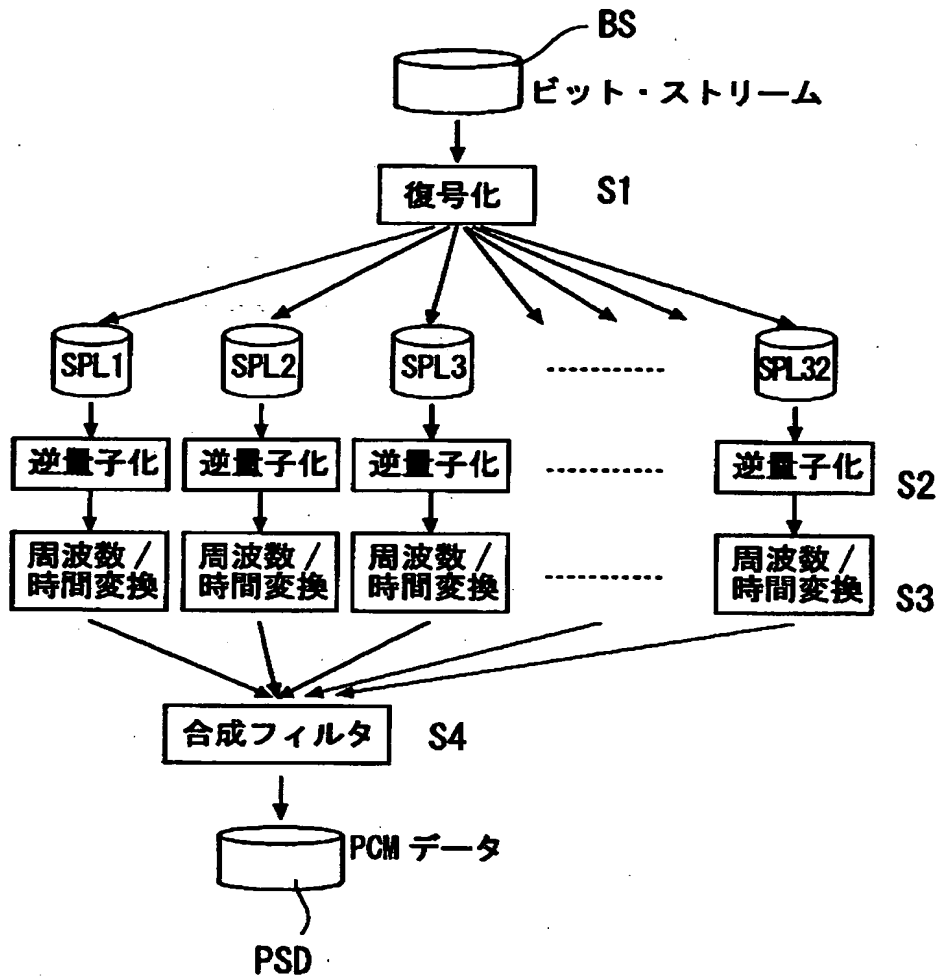 BS
ビット・ストリーム
復号化
S1
SPL1
SPL2
SPL3
SPL32
逆量子化
逆量子化
逆量子化
逆量子化
S2
周波数/
時間変換
周波数/
時間変換
周波数/
時間変換
周波数/
時間変換
S3
合成フィルタ
S4
PCM データ
PSD